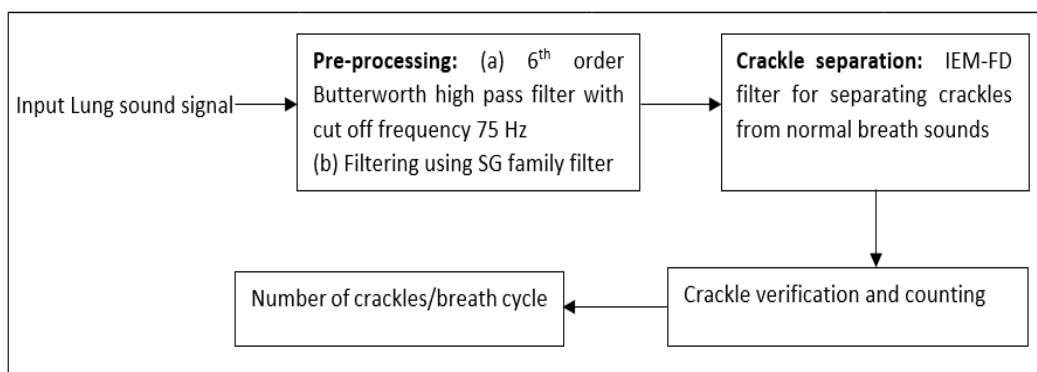 Input Lung sound signal
Pre-processing: (a) 6th order
Butterworth high pass filter with
cut off frequency 75 Hz
(b) Filtering using SG family filter
Crackle separation: IEM-FD
filter for separating crackles
from normal breath sounds
Crackle verification and counting
Number of crackles/breath cycle